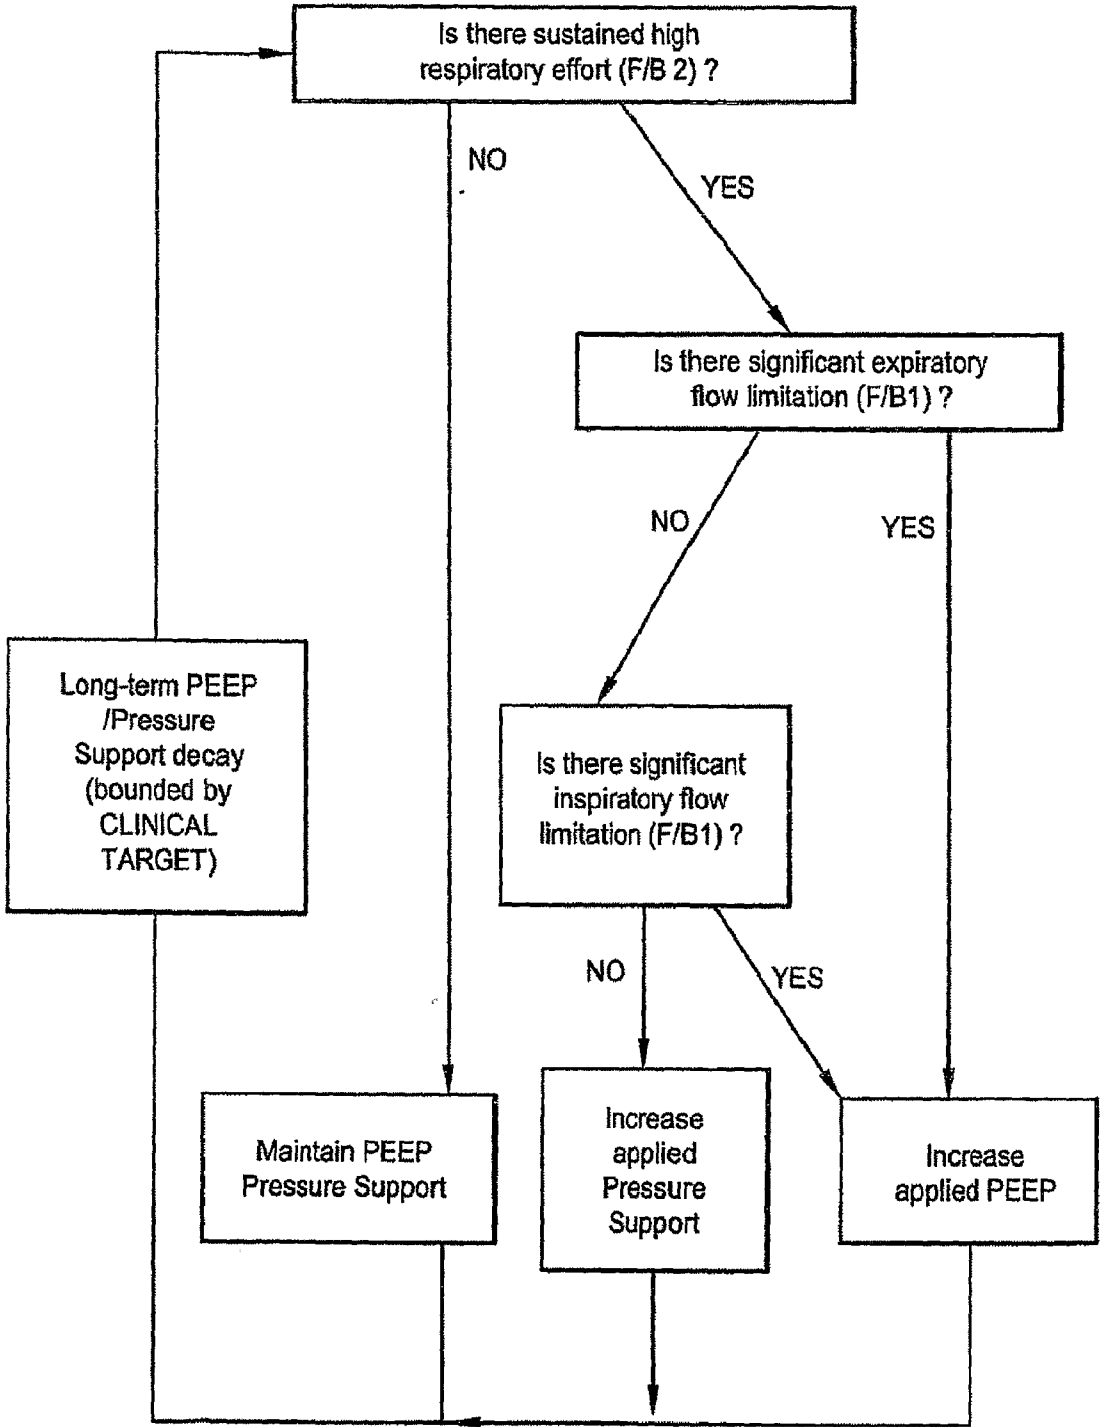 Is there sustained high
respiratory effort (F/B 2) ?
NO
YES
Is there significant expiratory
flow limitation (F/B1) ?
NO
YES
Long-term PEEP
/Pressure
Support decay
(bounded by
CLINICAL
TARGET)
Is there significant
inspiratory flow
limitation (F/B1) ?
NO
YES
Maintain PEEP
Pressure Support
Increase
applied
Pressure
Support
Increase
applied PEEP